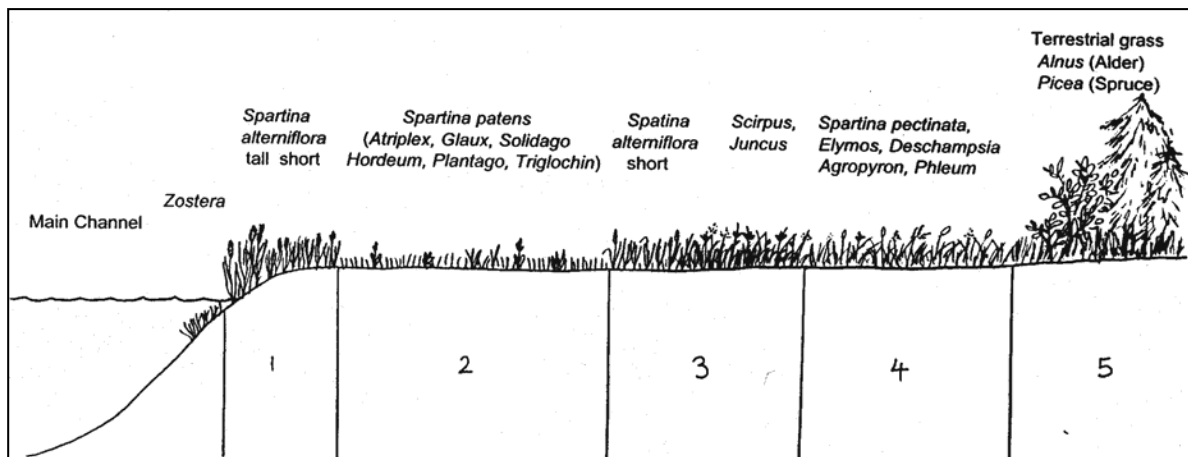 Terrestrial grass
Alnus (Alder)
Picea (Spruce)
Spartina
alterniflora
tall short
Spartina patens
(Atriplex, Glaux, Solidago
Hordeum, Plantago, Triglochin)
Spatina
alterniflora
short
Scirpus,
Juncus
Spartina pectinata,
Elymos, Deschampsia
Agropyron, Phleum
Zostera
Main Channel
1
2
3
4
5